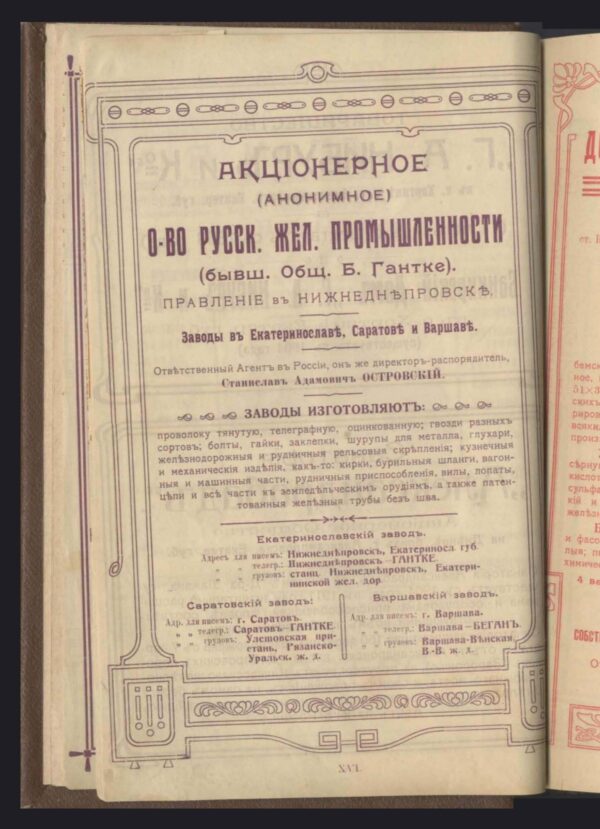 АКЦІОНЕРНОЕ
(АНОНИМНОЕ)
О-ВО РУССК. ЖЕЛ. ПРОМЫШЛЕННОСТИ
(бывш. Общ. Б. Гантке).
ПРАВЛЕНІЕ въ НИЖНЕДНѢПРОВСКѢ.
Заводы въ Екатеринославѣ, Саратовѣ и Варшавѣ.
Отвѣтственный Агентъ въ Россіи, онъ же директоръ-распорядитель,
Станиславъ Адамовичъ ОСТРОВСКІЙ.
ЗАВОДЫ ИЗГОТОВЛЯЮТЪ:
проволоку тянутую, телеграфную, оцинкованную; гвозди разныхъ
сортовъ; болты, гайки, заклепки, шурупы для металла, глухари,
желѣзнодорожныя и рудничныя рельсовыя скрѣпленія; кузнечныя
и механическія издѣлія, какъ-то: кирки, бурильныя шланги, вагон-
ныя и машинныя части, рудничныя приспособленія, вилы, лопаты,
цѣпи и всѣ части къ земледѣльческимъ орудіямъ, а также патен-
тованныя желѣзныя трубы безъ шва.
Екатеринославскій заводъ:
Адресъ для писемъ: Нижнеднѣпровскъ, Екатеринося. губ.
" " телегр.: Нижнеднѣпровскъ—ГАНТКЕ.
" " грузовъ: станц. Нижнеднѣпровскъ, Екатери-
нинской жел. дор.
Саратовскій заводъ:
Адр. для писемъ: г. Саратовъ.
" " телегр.: Саратовъ—ГАНТКЕ.
" " грузовъ: Улешовская при-
стань, Рязанско-
Уральск. ж. д.
Варшавскій заводъ:
Адр. для писемъ: г. Варшава.
" " телегр.: Варшава—БЕГАНЪ.
" " грузовъ: Варшава-Вѣнская,
В.-В. ж. д.
XVI.